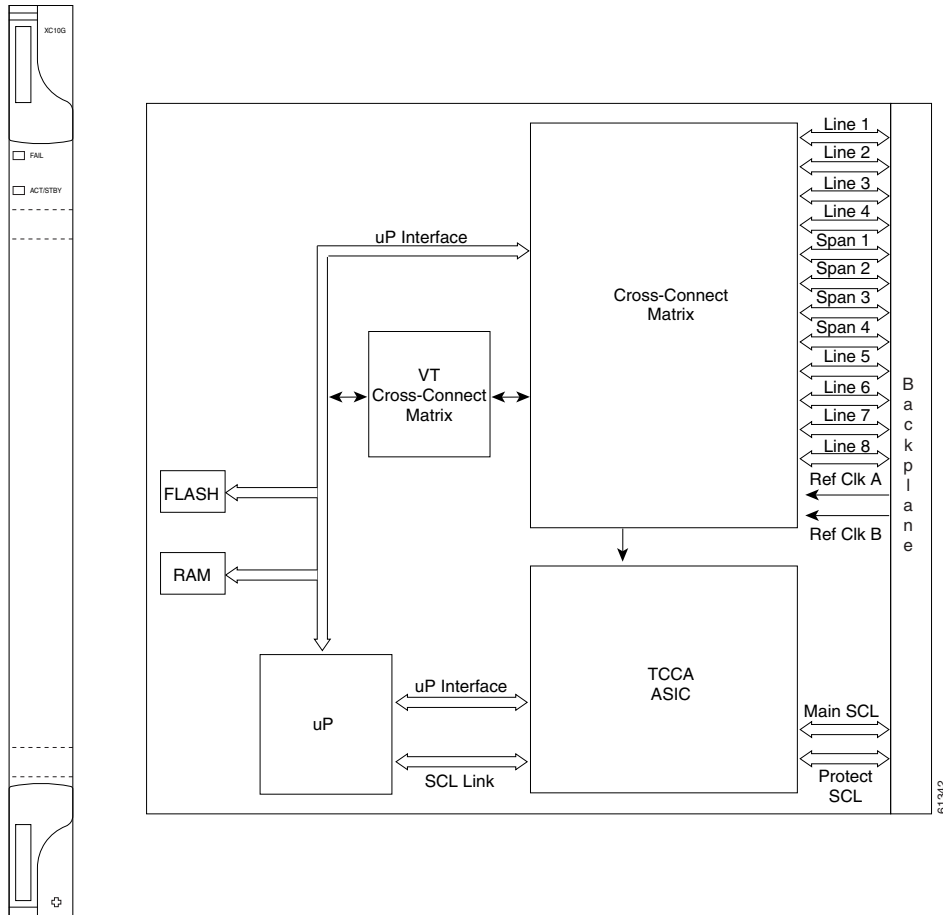 XC10G
FAIL
ACT/STBY
uP Interface
Cross-Connect
Matrix
VT
Cross-Connect
Matrix
FLASH
RAM
uP
uP Interface
SCL Link
TCCA
ASIC
Line 1
Line 2
Line 3
Line 4
Span 1
Span 2
Span 3
Span 4
Line 5
Line 6
Line 7
Line 8
Ref Clk A
Ref Clk B
Main SCL
Protect
SCL
Backplane
61342